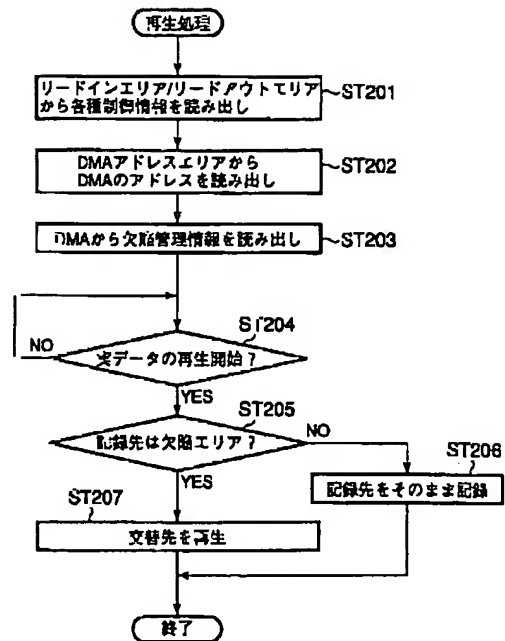 再生処理
リードインエリア/リードアウトエリア
から各種制御情報を読み出し
ST201
DMAアドレスエリアから
DMAのアドレスを読み出し
ST202
DMAから欠陥管理情報を読み出し
ST203
ST204
実データの再生開始?
NO
YES
ST205
記録先は欠陥エリア?
NO
YES
ST206
記録先をそのまま記録
ST207
交替先を再生
終了